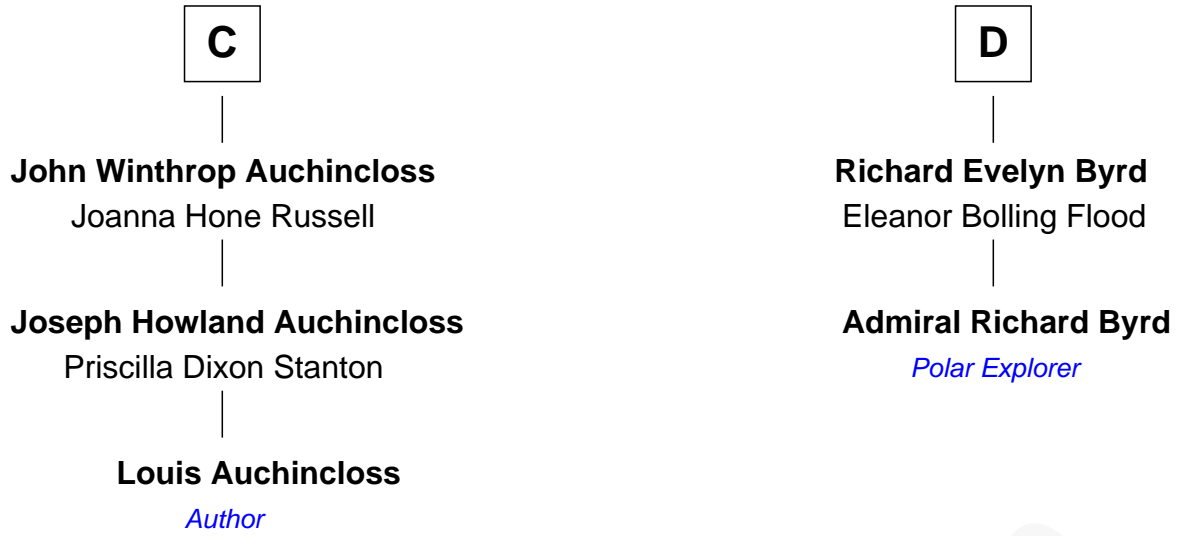 C
John Winthrop Auchincloss
Joanna Hone Russell
Joseph Howland Auchincloss
Priscilla Dixon Stanton
Louis Auchincloss
Author
D
Richard Evelyn Byrd
Eleanor Bolling Flood
Admiral Richard Byrd
Polar Explorer